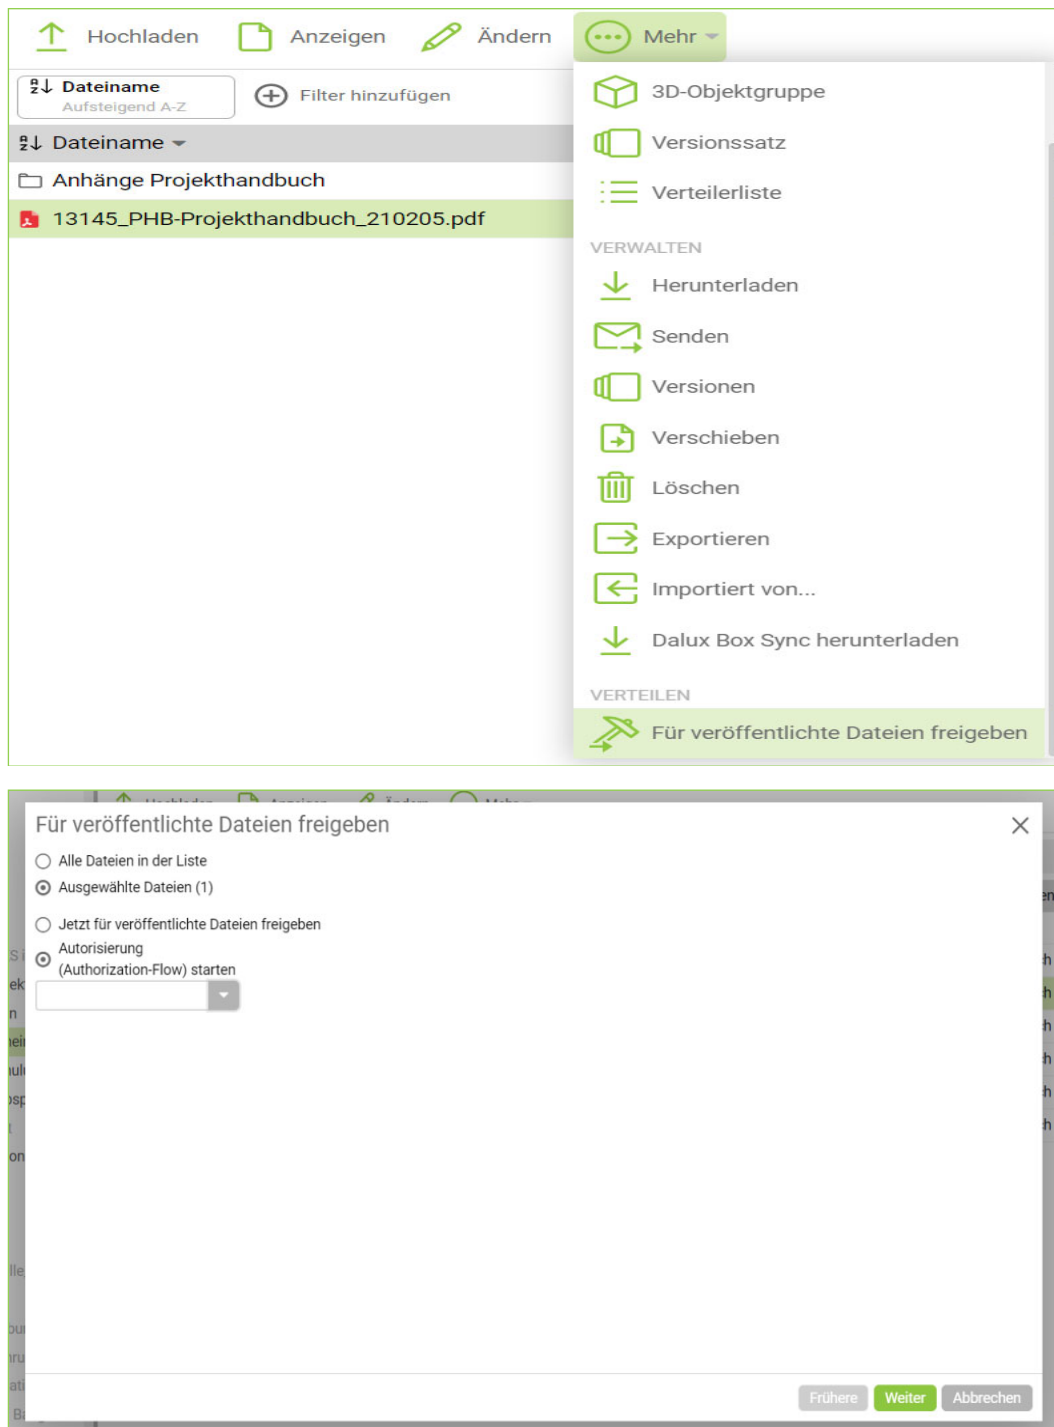 Hochladen Anzeigen Ändern Mehr
Dateiname
Aufsteigend A-Z
Filter hinzufügen
Dateiname
Anhänge Projekthandbuch
13145_PHB-Projekthandbuch_210205.pdf
3D-Objektgruppe
Versionssatz
Verteilerliste
VERWALTEN
Herunterladen
Senden
Versionen
Verschieben
Löschen
Exportieren
Importiert von...
Dalux Box Sync herunterladen
VERTEILEN
Für veröffentlichte Dateien freigeben
Für veröffentlichte Dateien freigeben
Alle Dateien in der Liste
Ausgewählte Dateien (1)
Jetzt für veröffentlichte Dateien freigeben
Autorisierung
(Authorization-Flow) starten
Frühere Weiter Abbrechen